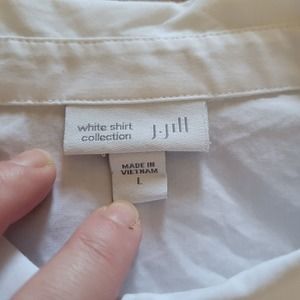 white shirt
collection
J.Jill
MADE IN
VIETNAM
L